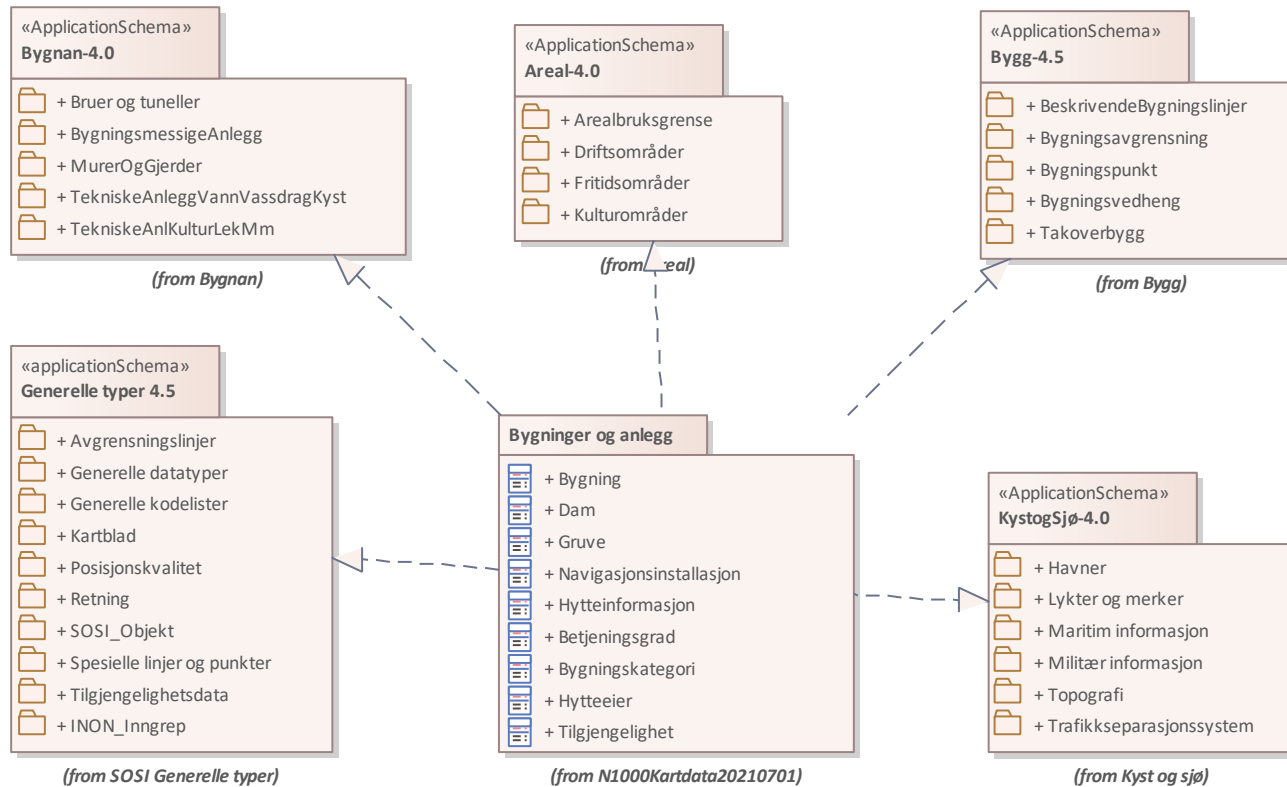 «ApplicationSchema»
Bygnan-4.0
+ Bruer og tuneller
+ BygningsmessigeAnlegg
+ MurerOgGjerder
+ TekniskeAnleggVannVassdragKyst
+ TekniskeAnlKulturLekMm
(from Bygnan)
«ApplicationSchema»
Areal-4.0
+ Arealbruksgrense
+ Driftsområder
+ Fritidsområder
+ Kulturområder
(from real)
«ApplicationSchema»
Bygg-4.5
+ BeskrivendeBygningslinjer
+ Bygningsavgrensning
+ Bygningspunkt
+ Bygningsvedheng
+ Takoverbygg
(from Bygg)
«applicationSchema»
Generelle typer 4.5
+ Avgrensningslinjer
+ Generelle datatyper
+ Generelle kodelister
+ Kartblad
+ Posisjonskvalitet
+ Retning
+ SOSI_Objekt
+ Spesielle linjer og punkter
+ Tilgjengelighetsdata
+ INON_Inngrep
(from SOSI Generelle typer)
Bygninger og anlegg
+ Bygning
+ Dam
+ Gruve
+ Navigasjonsinstallasjon
+ Hytteinformasjon
+ Betjeningsgrad
+ Bygningskategori
+ Hytteeier
+ Tilgjengelighet
(from N1000Kartdata20210701)
«ApplicationSchema»
KystogSjø-4.0
+ Havner
+ Lykter og merker
+ Maritim informasjon
+ Militær informasjon
+ Topografi
+ Trafikkseparasjonssystem
(from Kyst og sjø)